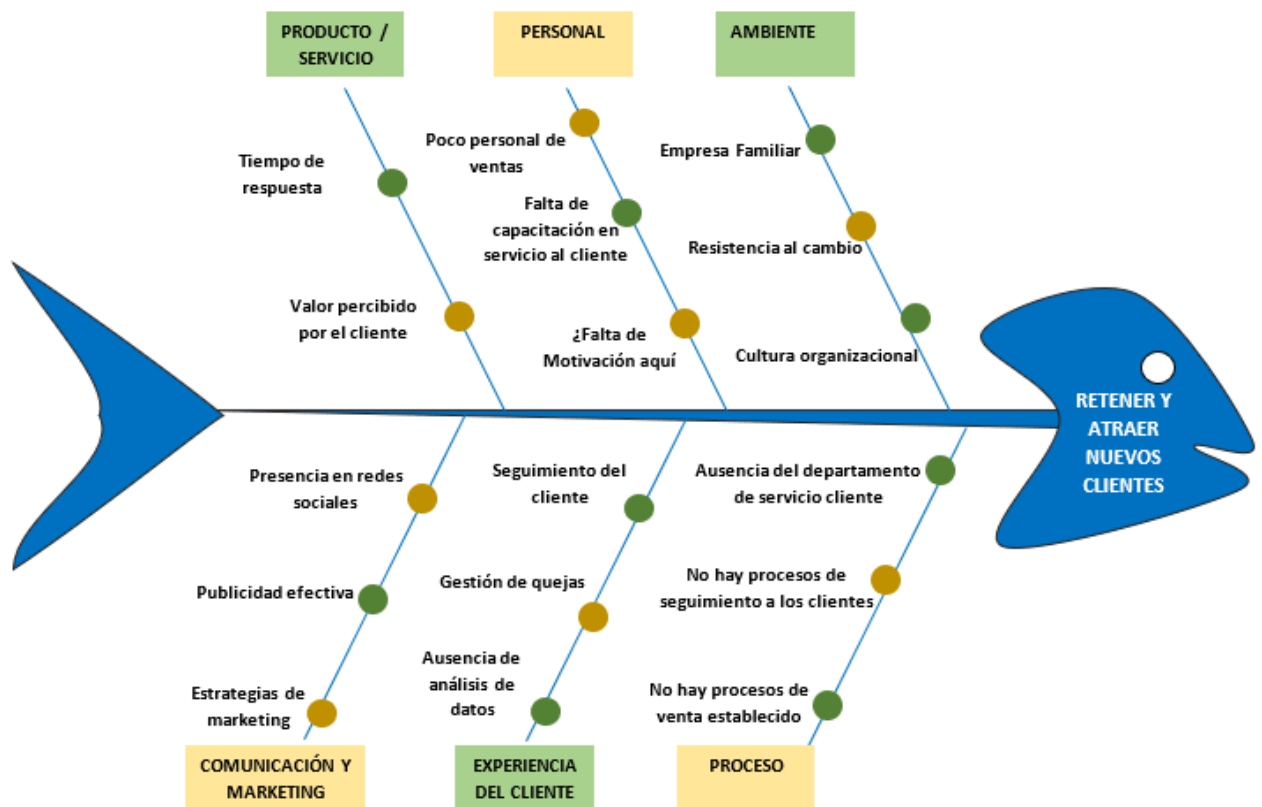 PRODUCTO /
SERVICIO
PERSONAL
AMBIENTE
Tiempo de
respuesta
Valor percibido
por el cliente
Poco personal de
ventas
Falta de
capacitación en
servicio al cliente
¿Falta de
Motivación aquí
Empresa Familiar
Resistencia al cambio
Cultura organizacional
RETENER Y
ATRAER
NUEVOS
CLIENTES
Presencia en redes
sociales
Publicidad efectiva
Estrategias de
marketing
Seguimiento del
cliente
Gestión de quejas
Ausencia de
análisis de
datos
Ausencia del departamento
de servicio cliente
No hay procesos de
seguimiento a los clientes
No hay procesos de
venta establecido
COMUNICACIÓN Y
MARKETING
EXPERIENCIA
DEL CLIENTE
PROCESO